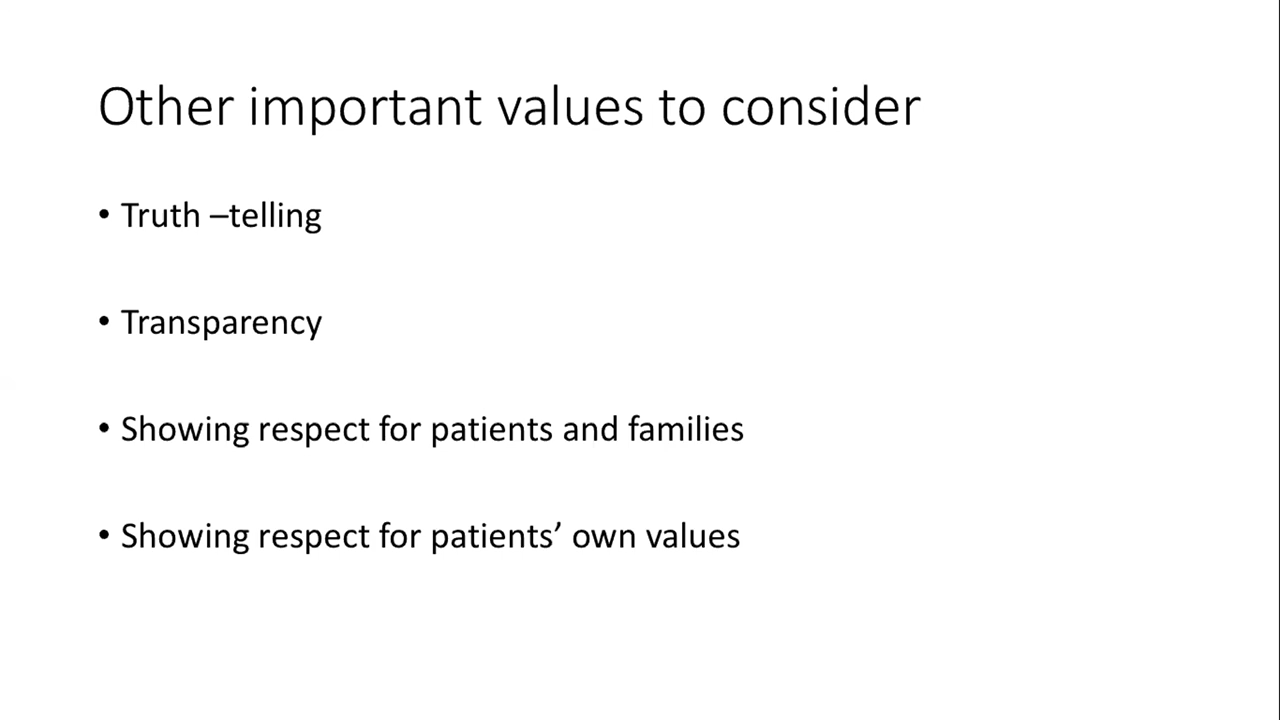 Other important values to consider
• Truth –telling
• Transparency
• Showing respect for patients and families
• Showing respect for patients’ own values